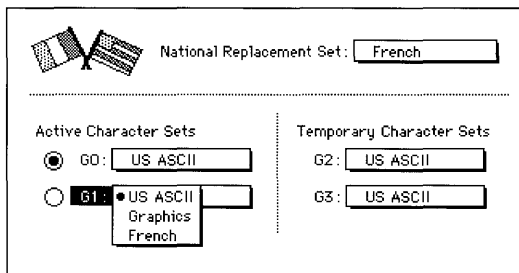 National Replacement Set: French
Active Character Sets
G0: US ASCII
G1: US ASCII
Graphics
French
Temporary Character Sets
G2: US ASCII
G3: US ASCII